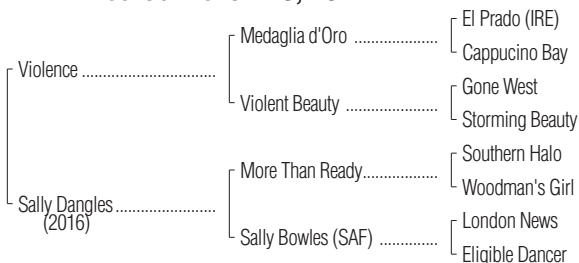 El Prado (IRE)
Medaglia d'Oro
Cappucino Bay
Violence
Gone West
Violent Beauty
Storming Beauty
Southern Halo
More Than Ready
Woodman's Girl
Sally Dangles
(2016)
London News
Sally Bowles (SAF)
Eligible Dancer